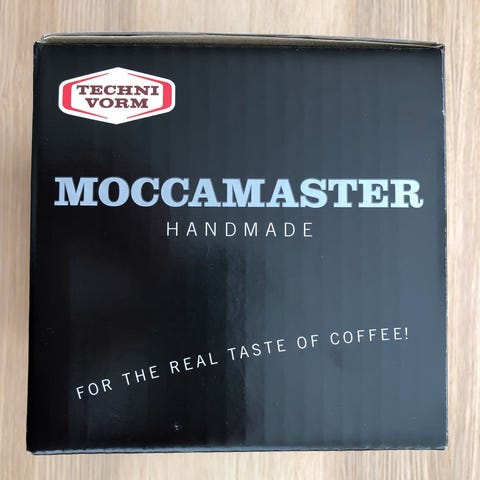 TECHNI
VORM
MOCCAMASTER
HANDMADE
FOR THE REAL TASTE OF COFFEE!